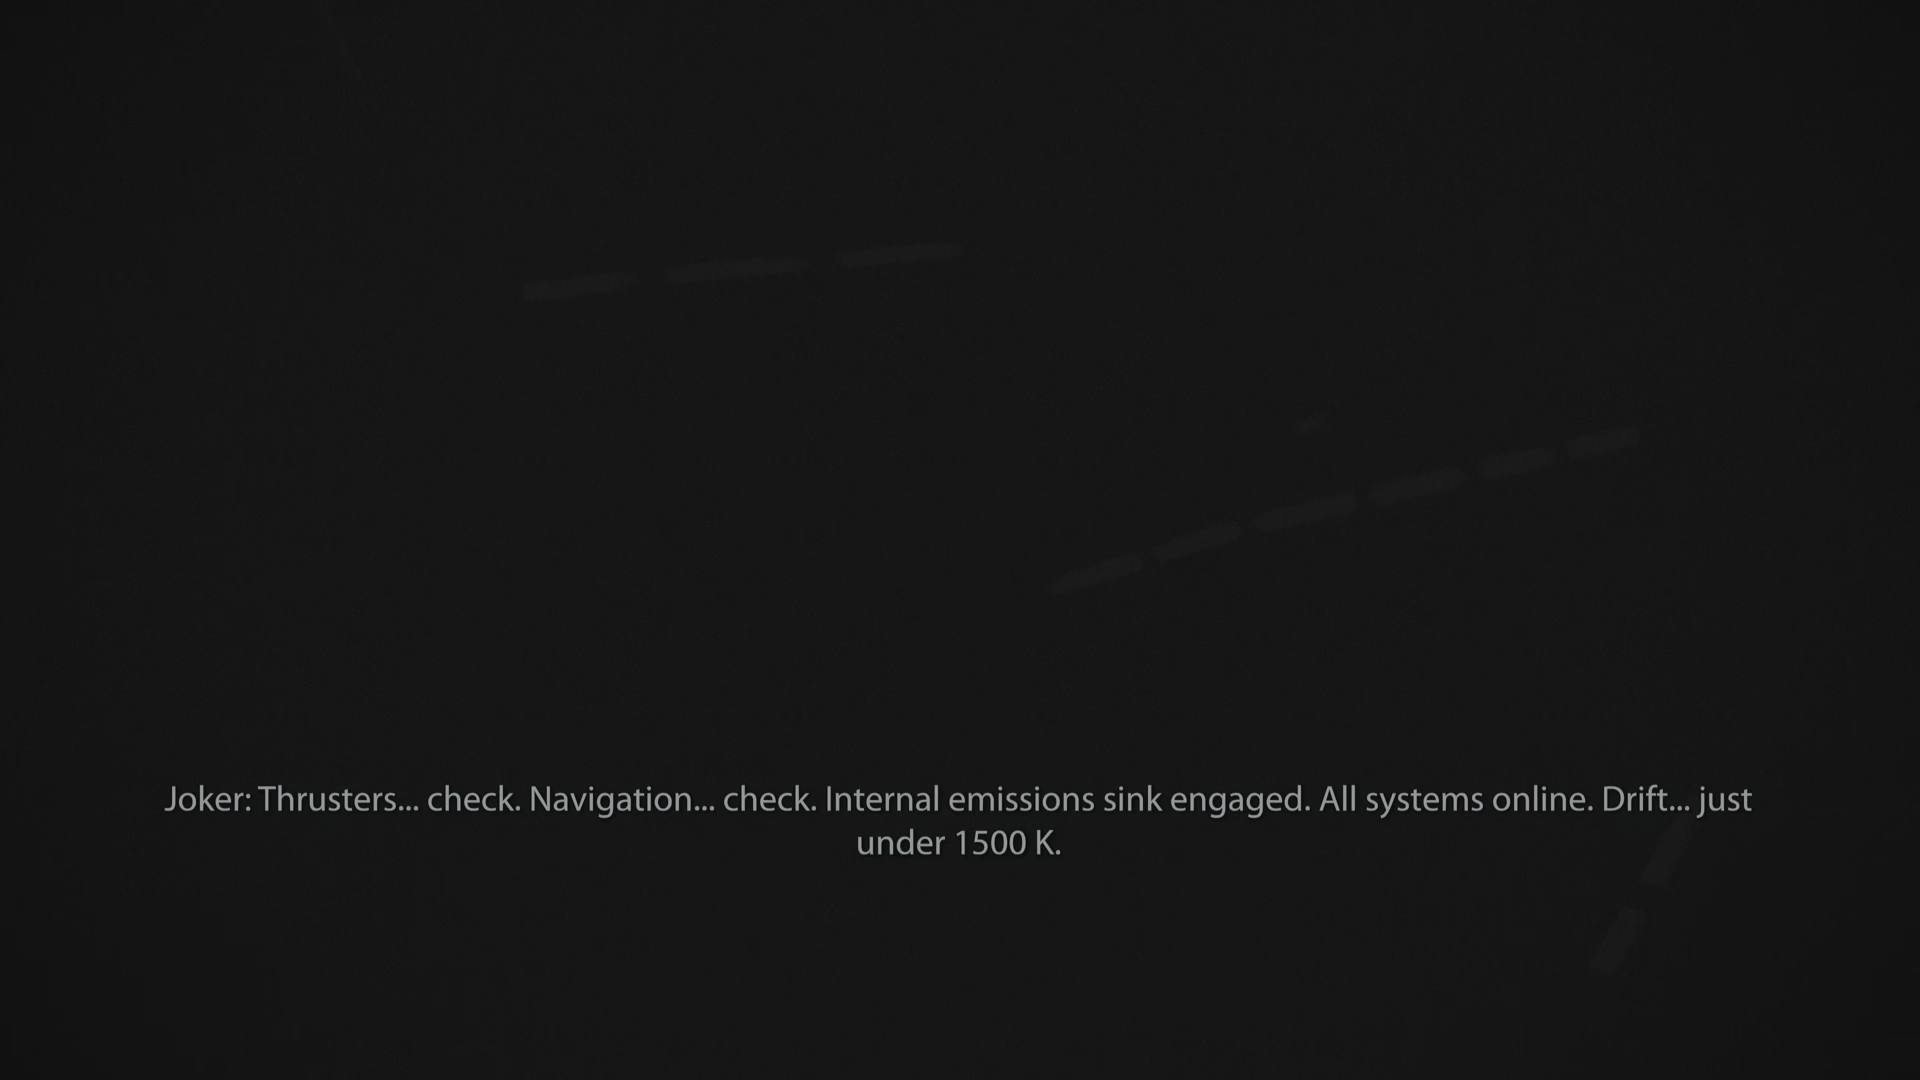 Joker: Thrusters... check. Navigation... check. Internal emissions sink engaged. All systems online. Drift... just
under 1500 K.